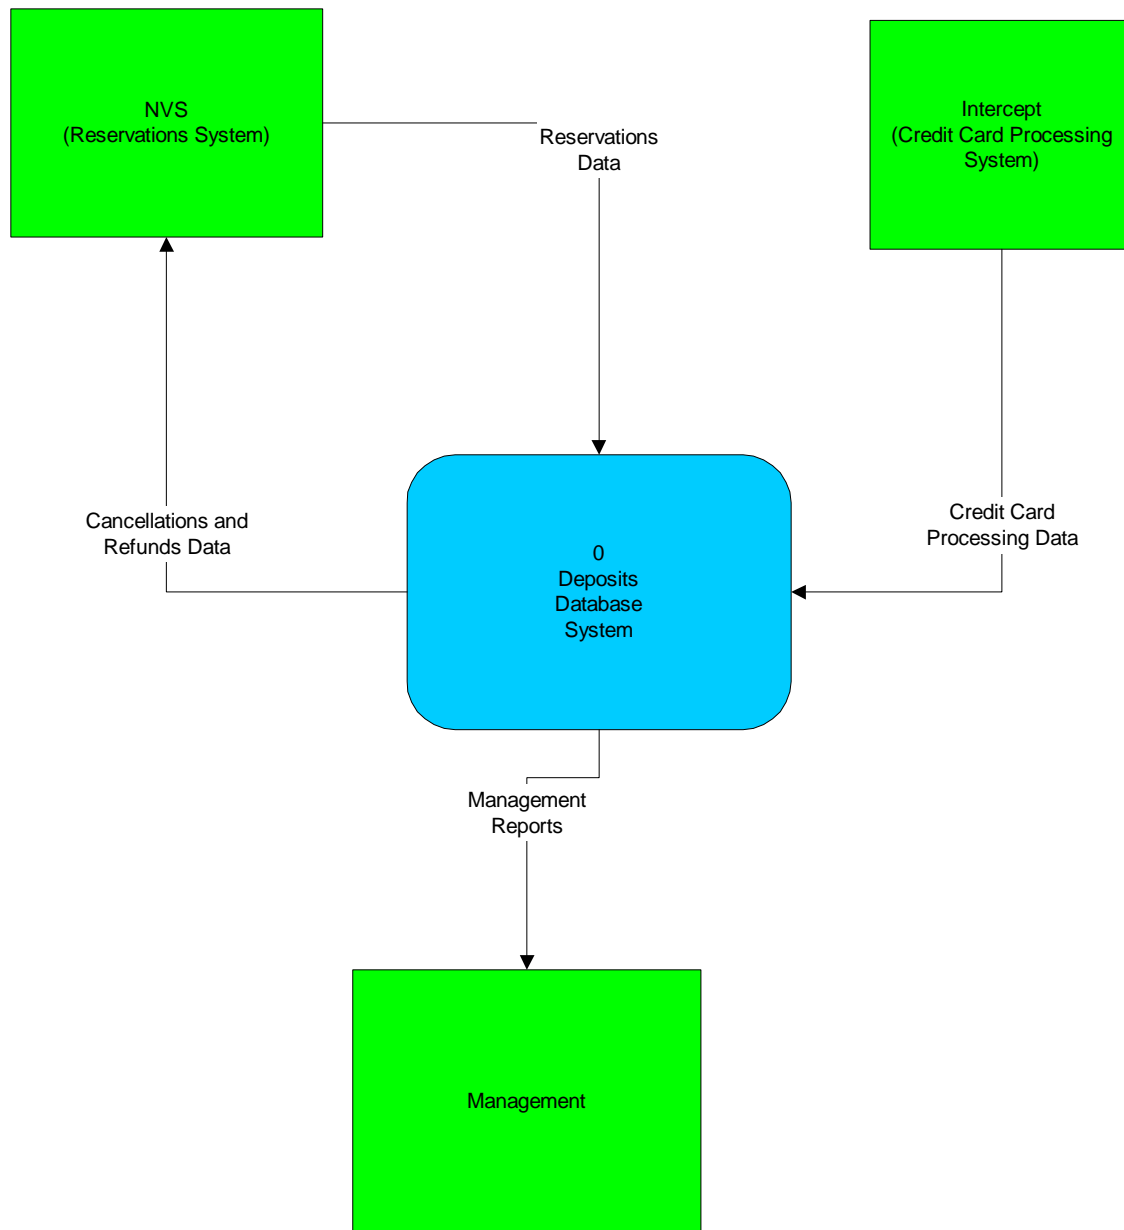 NVS
(Reservations System)
Intercept
(Credit Card Processing
System)
Reservations
Data
Cancellations and
Refunds Data
Credit Card
Processing Data
0
Deposits
Database
System
Management
Reports
Management